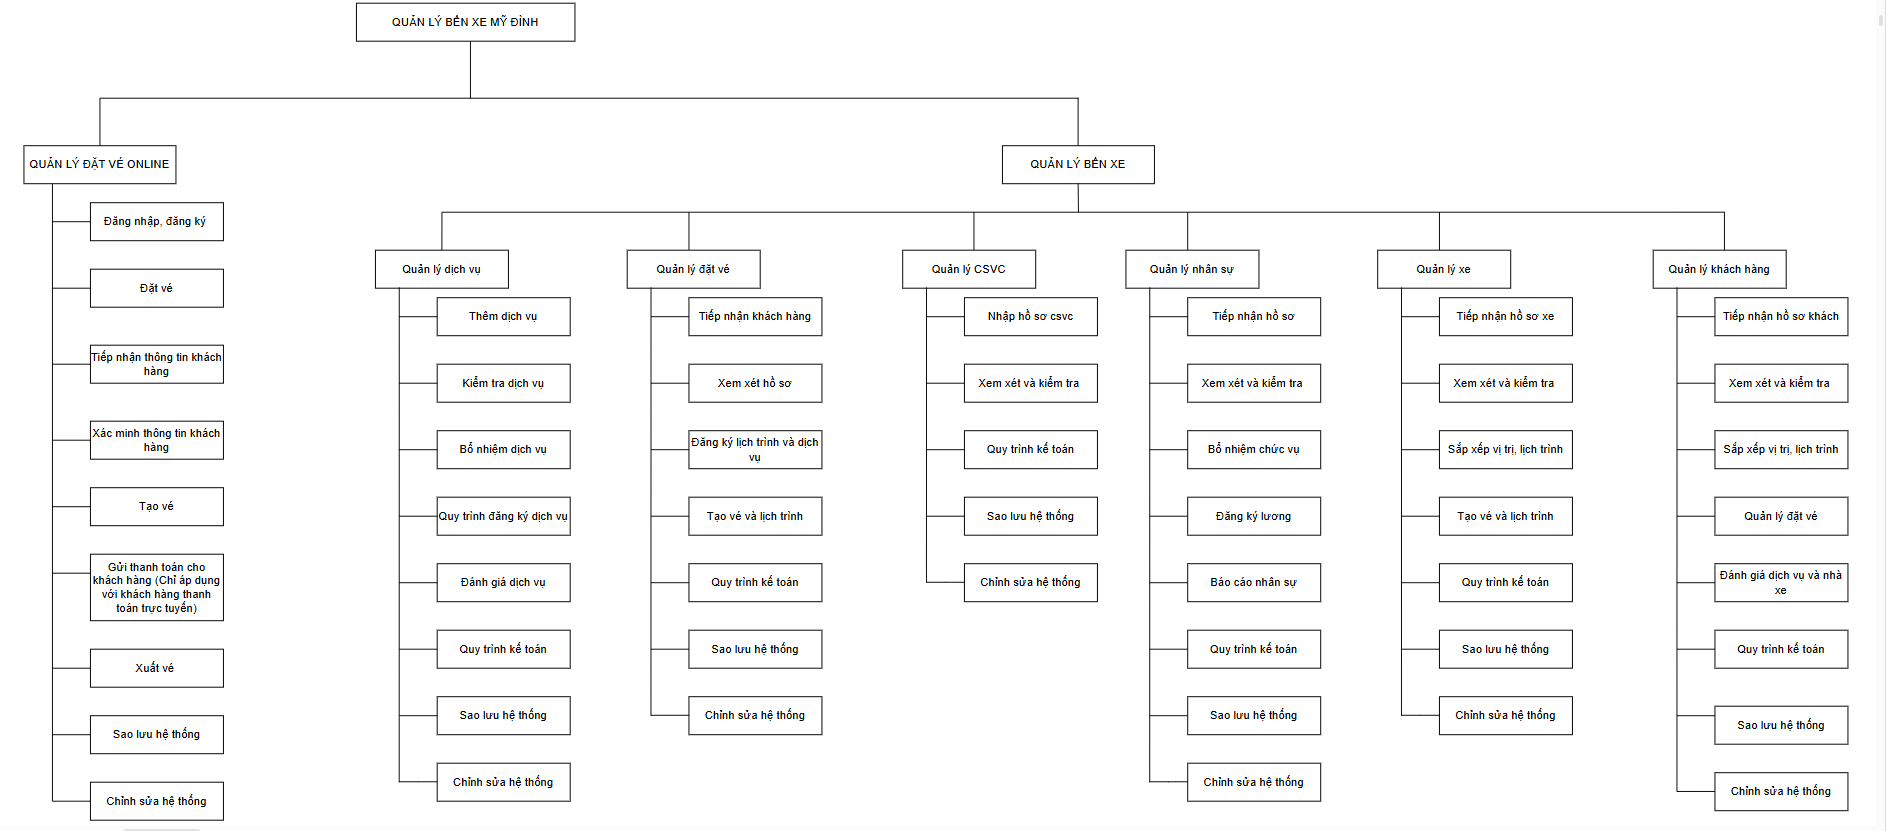 QUẢN LÝ BẾN XE MỸ ĐÌNH
QUẢN LÝ ĐẶT VÉ ONLINE
Đăng nhập, đăng ký
Đặt vé
Tiếp nhận thông tin khách
hàng
Xác minh thông tin khách
hàng
Tạo vé
Gửi thanh toán cho
khách hàng (Chỉ áp dụng
với khách hàng thanh
toán trực tuyến)
Xuất vé
Sao lưu hệ thống
Chỉnh sửa hệ thống
QUẢN LÝ BẾN XE
Quản lý dịch vụ
Thêm dịch vụ
Kiểm tra dịch vụ
Bổ nhiệm dịch vụ
Quy trình đăng ký dịch vụ
Đánh giá dịch vụ
Quy trình kế toán
Sao lưu hệ thống
Chỉnh sửa hệ thống
Quản lý đặt vé
Tiếp nhận khách hàng
Xem xét hồ sơ
Đăng ký lịch trình và dịch
vụ
Tạo vé và lịch trình
Quy trình kế toán
Sao lưu hệ thống
Chỉnh sửa hệ thống
Quản lý CSVC
Nhập hồ sơ csvc
Xem xét và kiểm tra
Quy trình kế toán
Sao lưu hệ thống
Chỉnh sửa hệ thống
Quản lý nhân sự
Tiếp nhận hồ sơ
Xem xét và kiểm tra
Bổ nhiệm chức vụ
Đăng ký lương
Báo cáo nhân sự
Quy trình kế toán
Sao lưu hệ thống
Chỉnh sửa hệ thống
Quản lý xe
Tiếp nhận hồ sơ xe
Xem xét và kiểm tra
Sắp xếp vị trị, lịch trình
Tạo vé và lịch trình
Quy trình kế toán
Sao lưu hệ thống
Chỉnh sửa hệ thống
Quản lý khách hàng
Tiếp nhận hồ sơ khách
Xem xét và kiểm tra
Sắp xếp vị trị, lịch trình
Quản lý đặt vé
Đánh giá dịch vụ và nhà
xe
Quy trình kế toán
Sao lưu hệ thống
Chỉnh sửa hệ thống